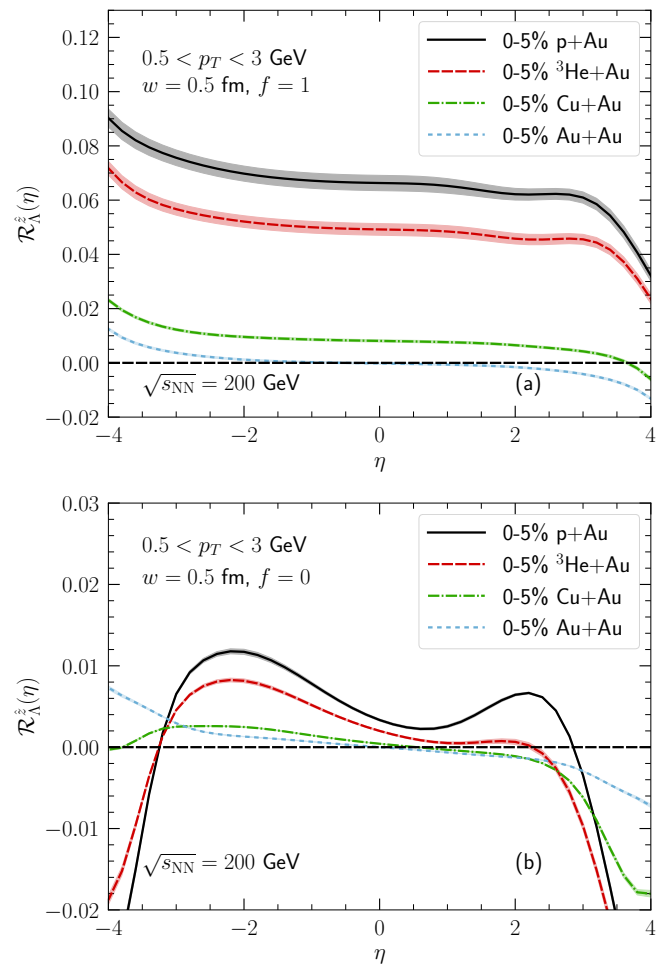 0.5 < p_T < 3 GeV
w = 0.5 fm, f = 1
0-5% p+Au
0-5% ³He+Au
0-5% Cu+Au
0-5% Au+Au
0.12
0.10
0.08
0.06
0.04
0.02
0.00
−0.02
ℛ_Λ^ẑ(η)
√s_NN = 200 GeV
(a)
−4 −2 0 2 4
η
0.5 < p_T < 3 GeV
w = 0.5 fm, f = 0
0-5% p+Au
0-5% ³He+Au
0-5% Cu+Au
0-5% Au+Au
0.03
0.02
0.01
0.00
−0.01
−0.02
ℛ_Λ^ẑ(η)
√s_NN = 200 GeV
(b)
−4 −2 0 2 4
η